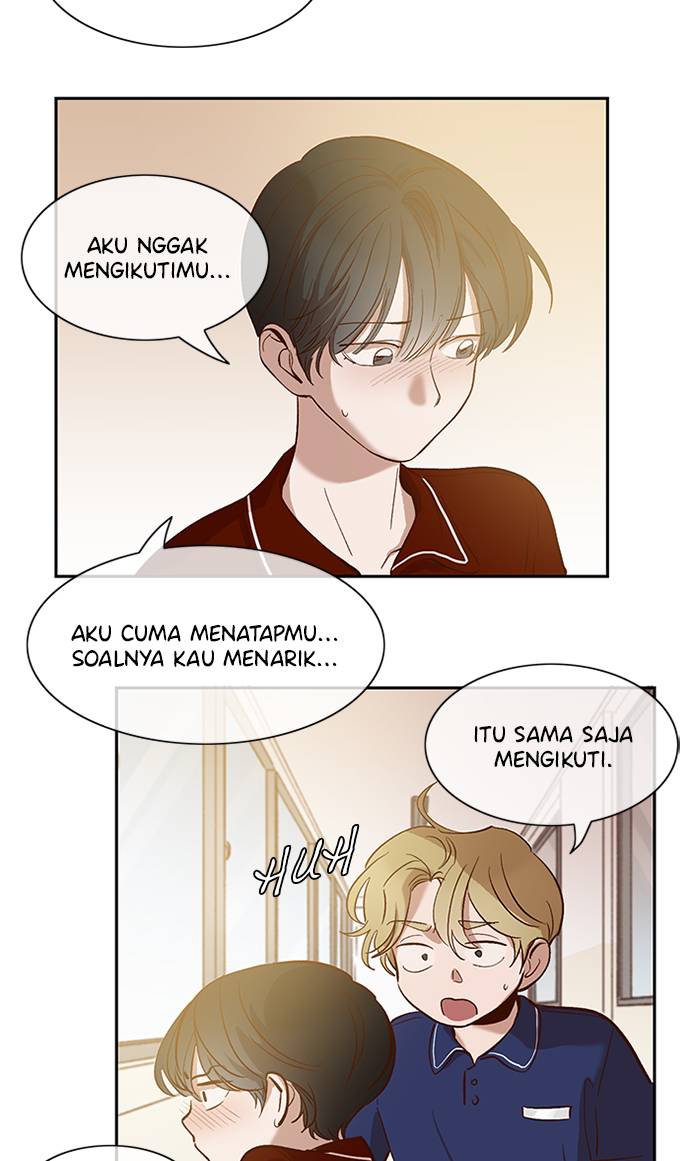 AKU NGGAK
MENGIKUTIMU...
AKU CUMA MENATAPMU...
SOALNYA KAU MENARIK...
ITU SAMA SAJA
MENGIKUTI.
HUH